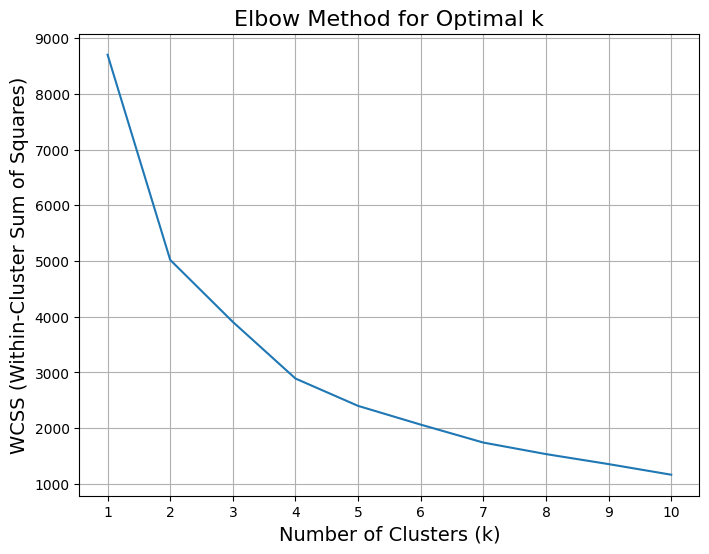 Elbow Method for Optimal k
WCSS (Within-Cluster Sum of Squares)
9000
8000
7000
6000
5000
4000
3000
2000
1000
1 2 3 4 5 6 7 8 9 10
Number of Clusters (k)